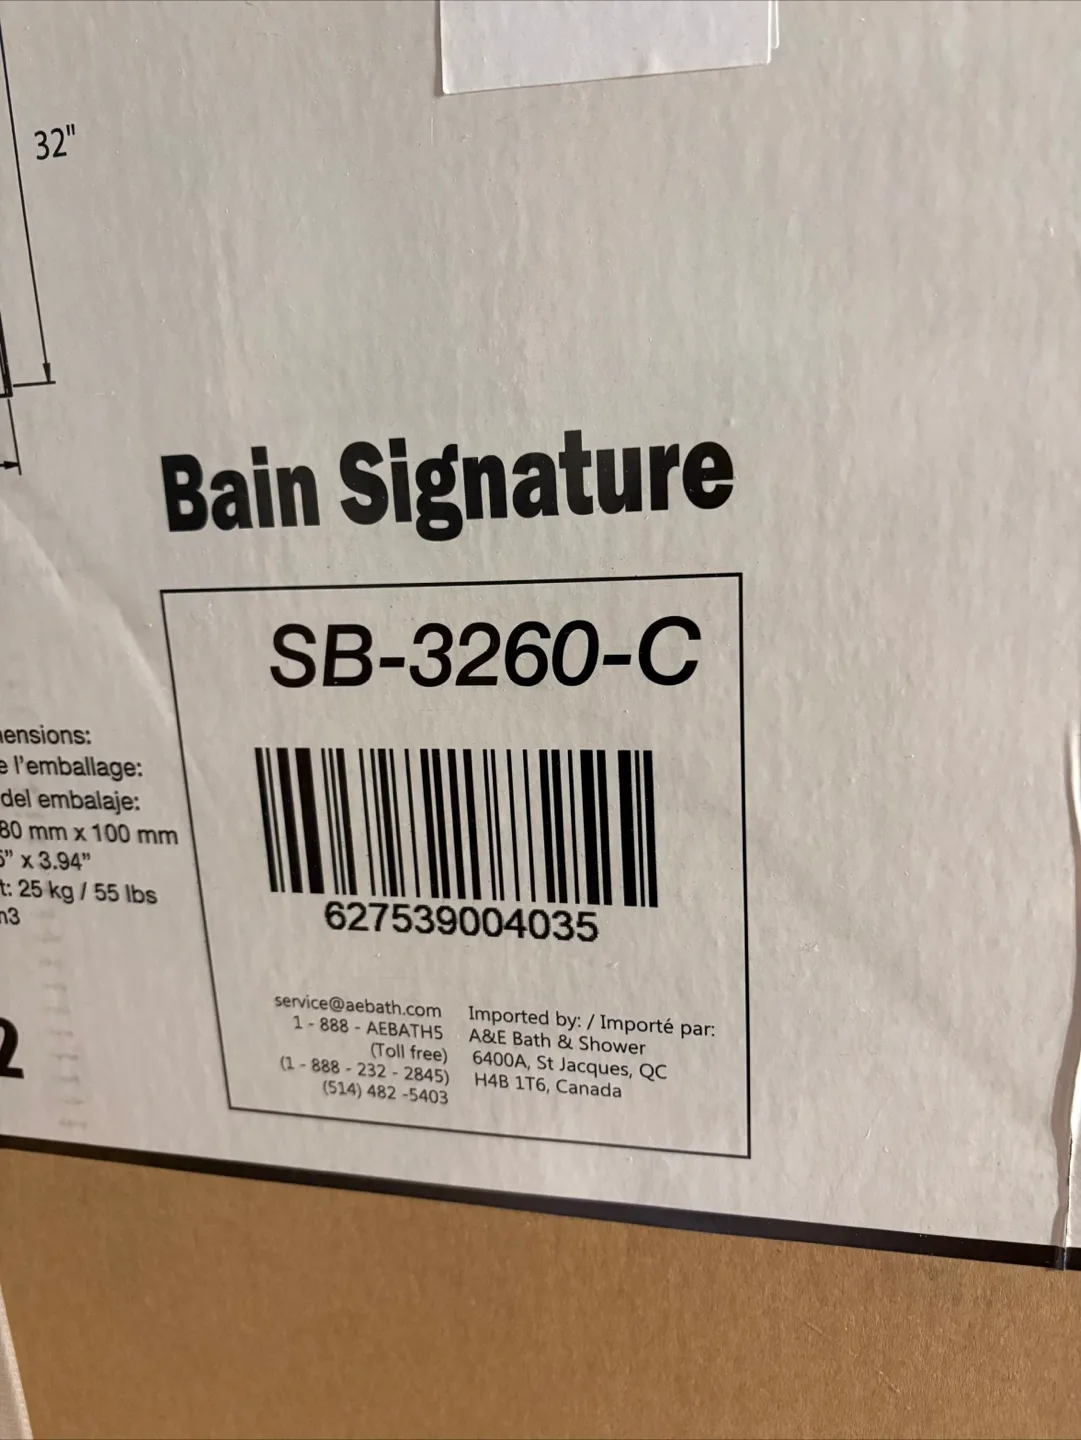 32"
Bain Signature
SB-3260-C
627539004035
service@aebath.com
1 - 888 - AEBATH5
(Toll free)
(1 - 888 - 232 - 2845)
(514) 482 -5403
Imported by: / Importé par:
A&E Bath & Shower
6400A, St Jacques, QC
H4B 1T6, Canada
l'emballage:
del embalaje:
80 mm x 100 mm
x 3.94"
25 kg / 55 lbs
2